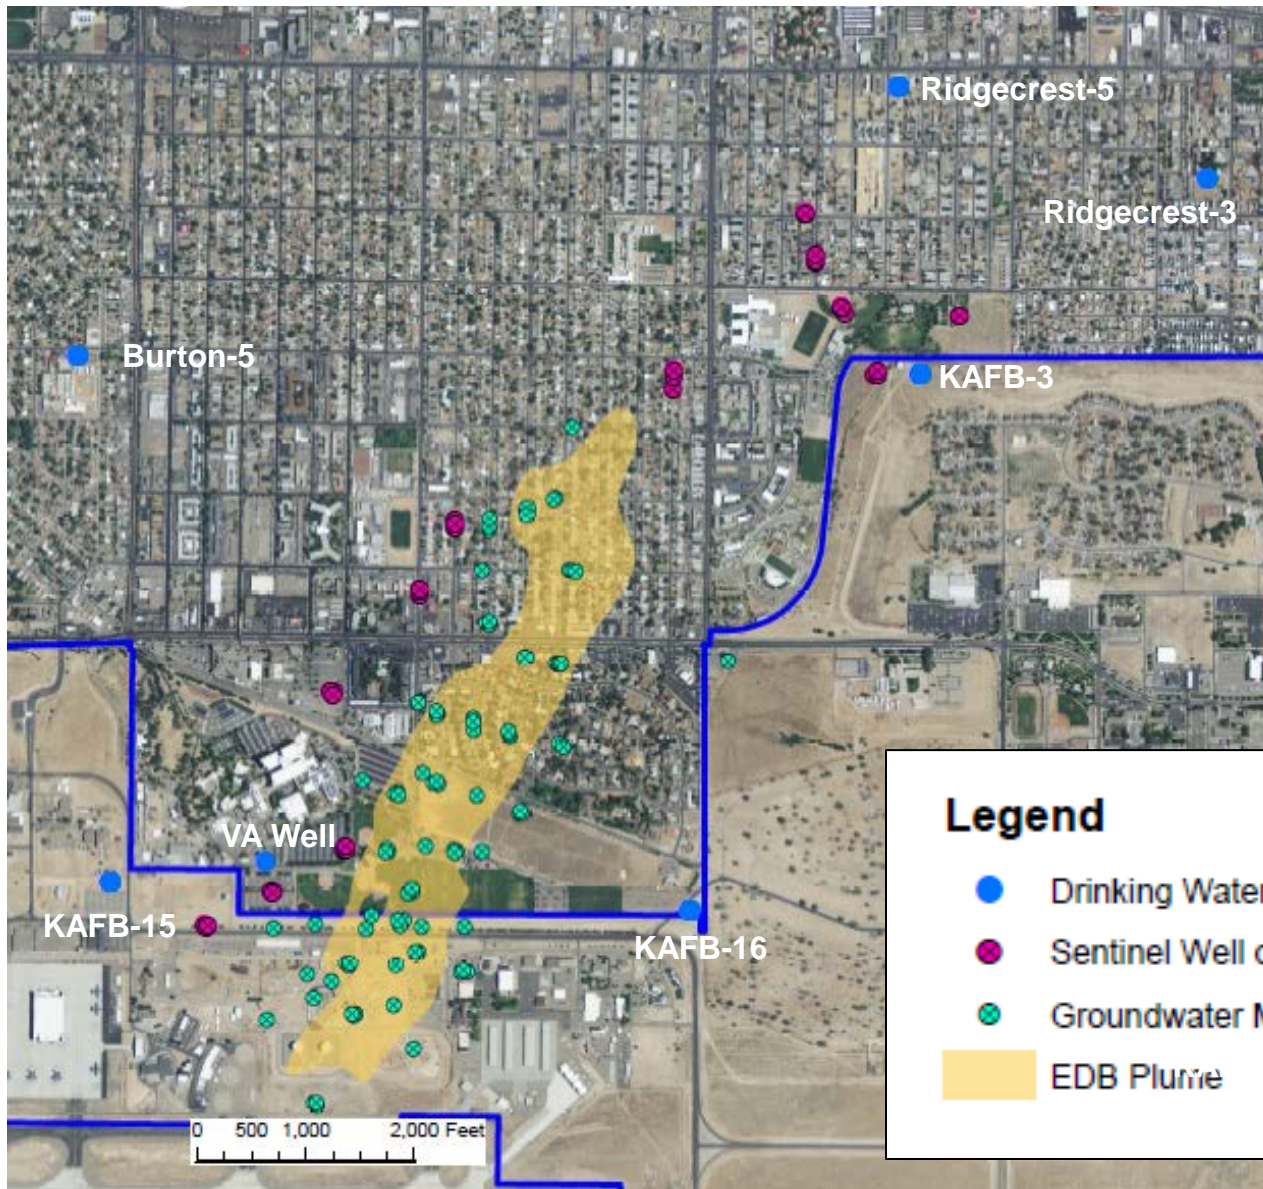 Ridgecrest-5
Ridgecrest-3
Burton-5
KAFB-3
VA Well
KAFB-15
KAFB-16
Legend
Drinking Water
Sentinel Well
Groundwater
EDB Plume
0 500 1,000 2,000 Feet